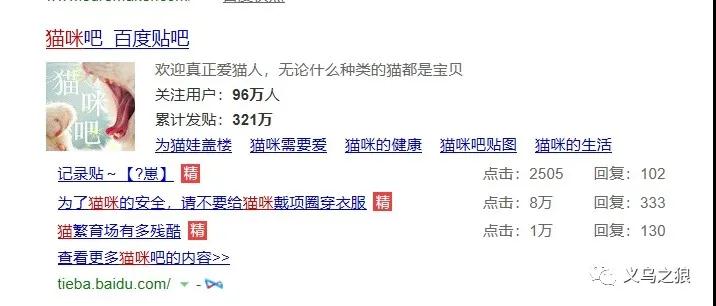 猫咪吧_百度贴吧
猫
咪
吧
欢迎真正爱猫人，无论什么种类的猫都是宝贝
关注用户：96万人
累计发贴：321万
为猫娃盖楼 猫咪需要爱 猫咪的健康 猫咪吧贴图 猫咪的生活
记录贴～【?崽】 精 点击：2505 回复：102
为了猫咪的安全，请不要给猫咪戴项圈穿衣服 精 点击：8万 回复：333
猫繁育场有多残酷 精 点击：1万 回复：130
查看更多猫咪吧的内容>>
tieba.baidu.com/ -
义乌之狼